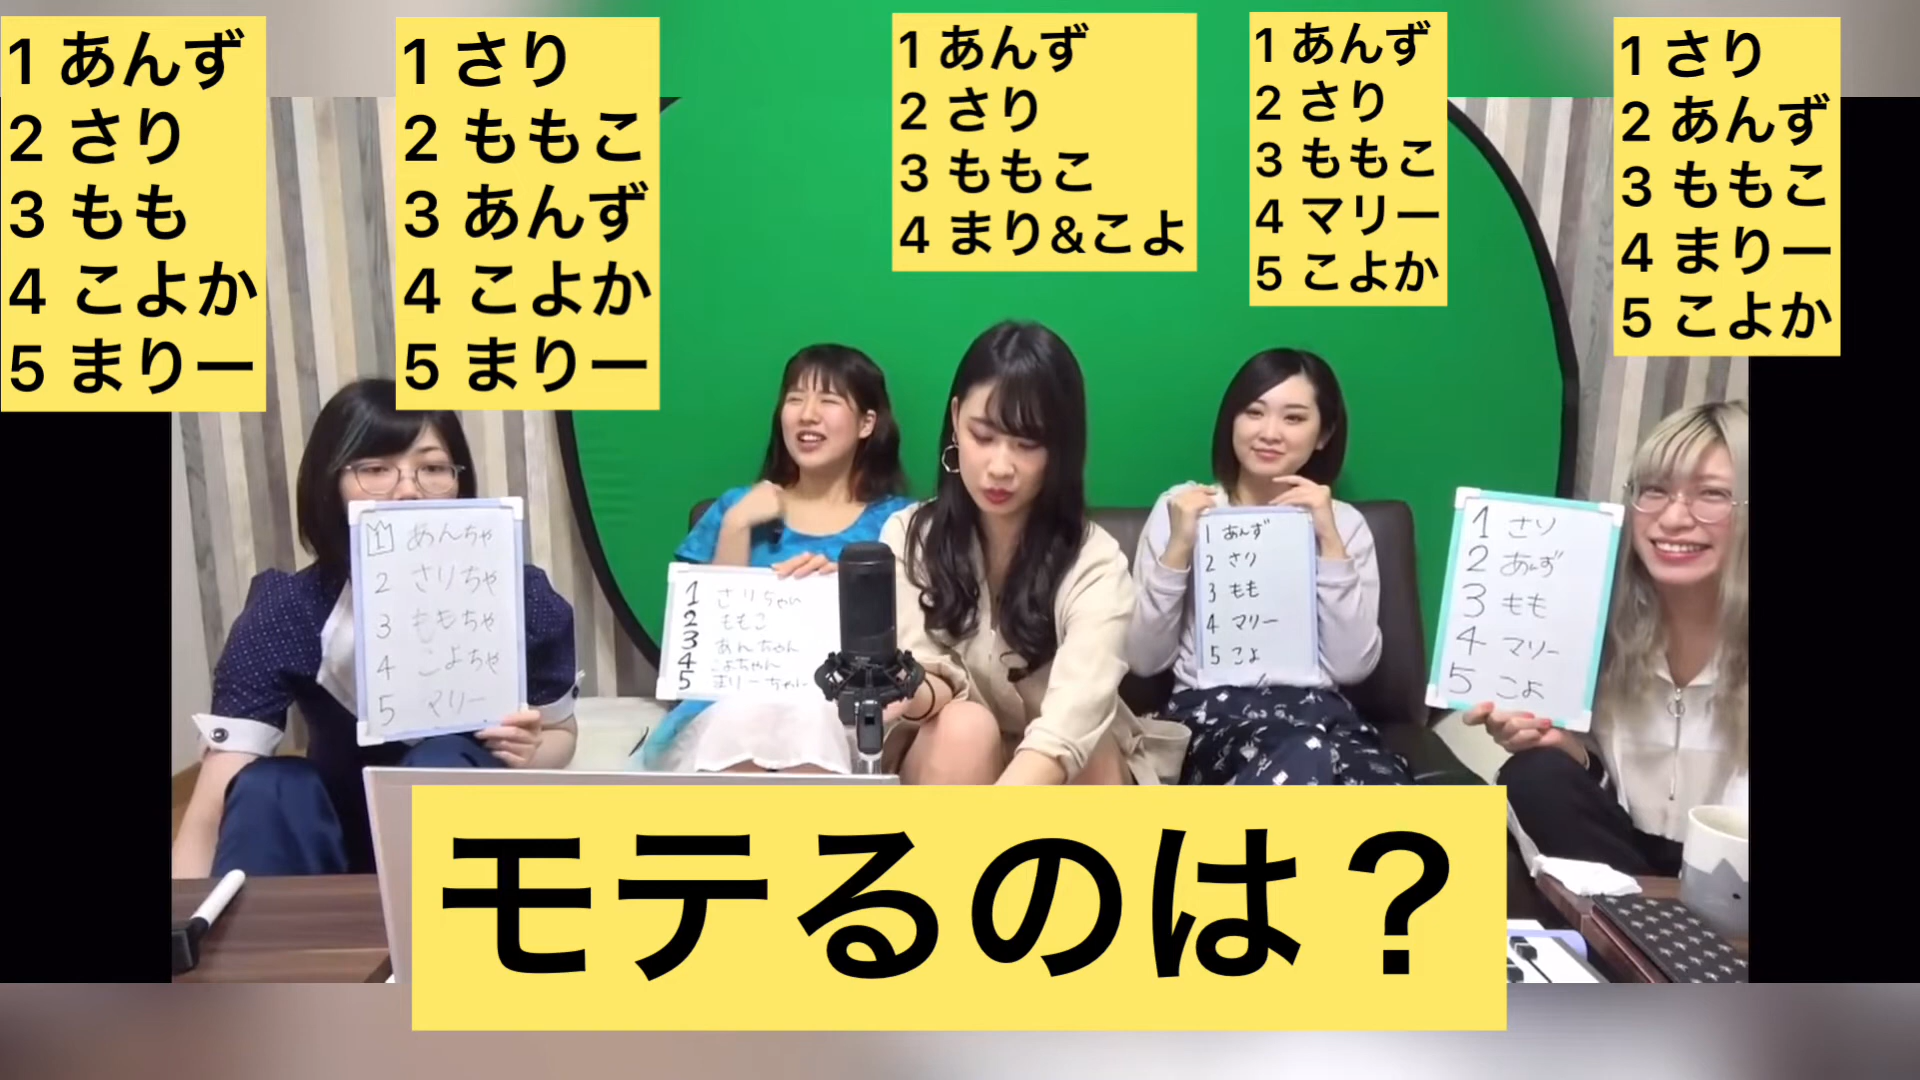 1 あんず
2 さり
3 もも
4 こよか
5 まりー
1 さり
2 ももこ
3 あんず
4 こよか
5 まりー
1 あんず
2 さり
3 ももこ
4 まり&こよ
1 あんず
2 さり
3 ももこ
4 マリー
5 こよか
1 さり
2 あんず
3 ももこ
4 まりー
5 こよか
1 あんちゃ
2 さりちゃ
3 ももちゃ
4 こよちゃ
5 マリー
1 さりちゃん
2 ももこ
3 あんちゃん
4 こよちゃん
5 まりーちゃん
1 あんず
2 さり
3 もも
4 マリー
5 こよ
1 さり
2 あんず
3 もも
4 マリー
5 こよ
モテるのは?